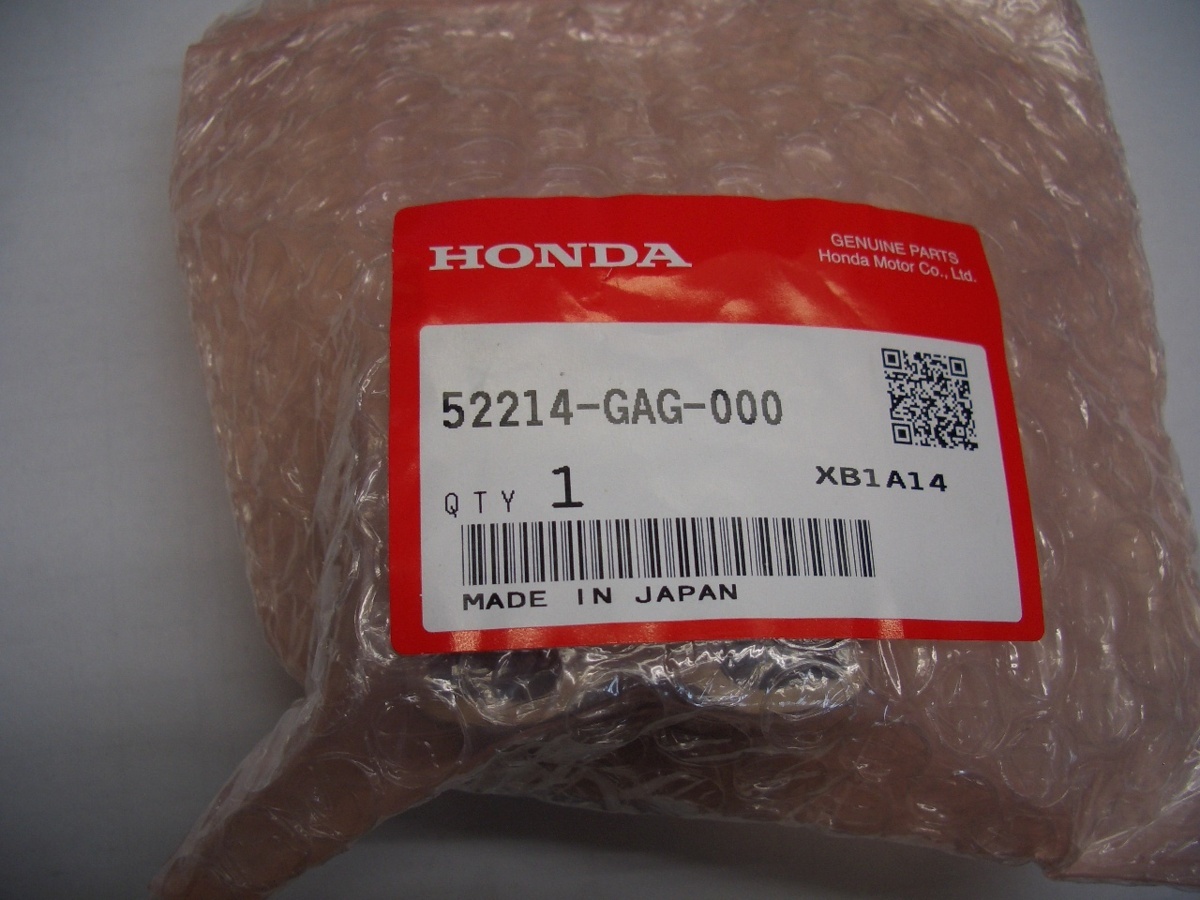 HONDA
GENUINE PARTS
Honda Motor Co., Ltd.
52214-GAG-000
XB1A14
QTY 1
MADE IN JAPAN